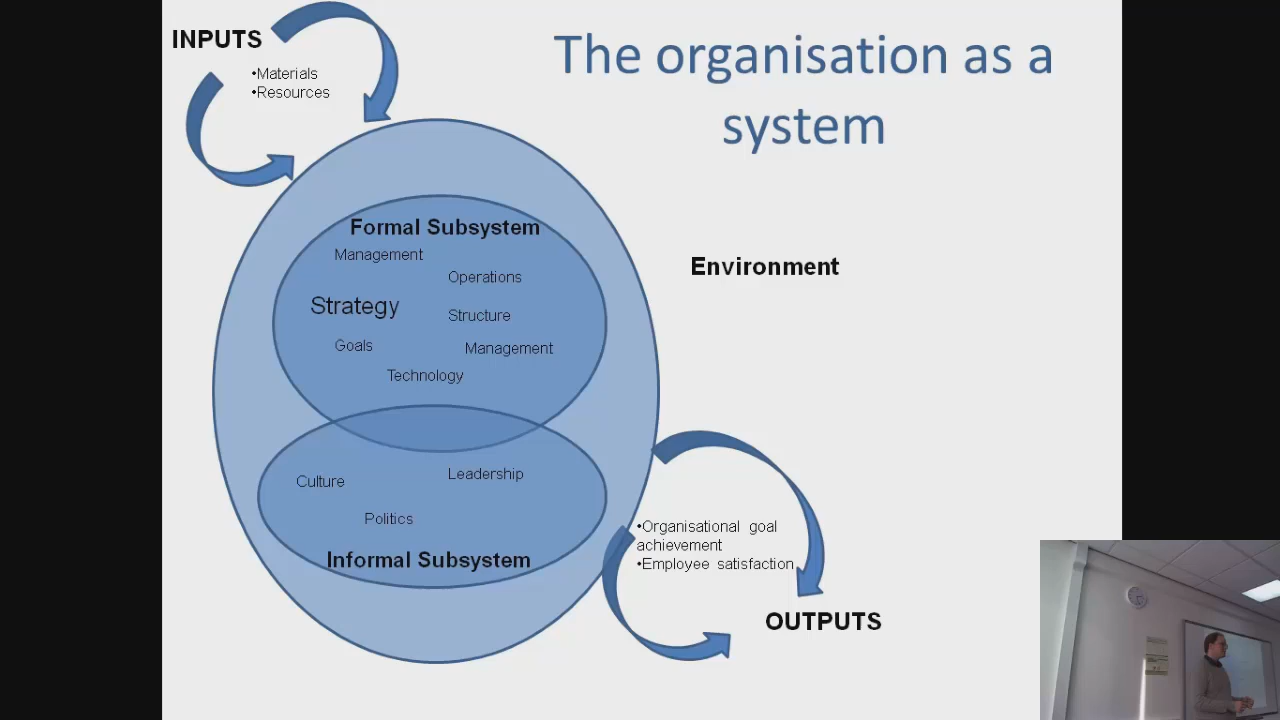 The organisation as a
system
INPUTS
•Materials
•Resources
Formal Subsystem
Management
Operations
Strategy
Structure
Goals
Management
Technology
Environment
Culture
Leadership
Politics
Informal Subsystem
•Organisational goal
achievement
•Employee satisfaction
OUTPUTS